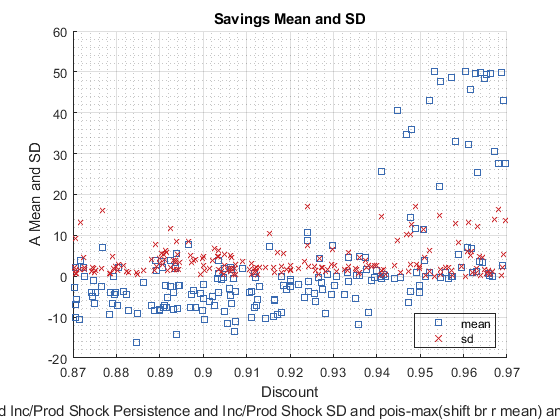 Savings Mean and SD
60
50
40
30
20
10
0
-10
-20
A Mean and SD
mean
sd
0.87 0.88 0.89 0.9 0.91 0.92 0.93 0.94 0.95 0.96 0.97
Discount
Inc/Prod Shock Persistence and Inc/Prod Shock SD and pois-max(shift br r mean)